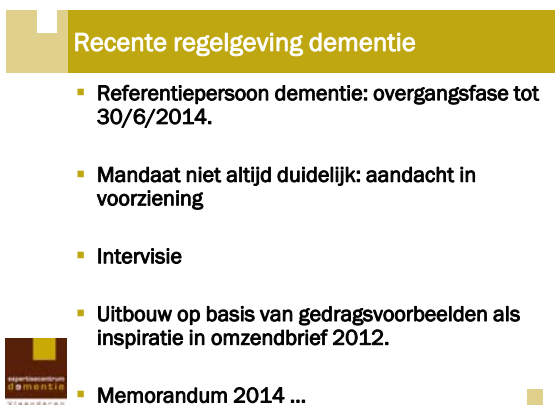 Recente regelgeving dementie
Referentiepersoon dementie: overgangsfase tot
30/6/2014.
Mandaat niet altijd duidelijk: aandacht in
voorziening
Intervisie
Uitbouw op basis van gedragsvoorbeelden als
inspiratie in omzendbrief 2012.
Memorandum 2014 ...
expertisecentrum
dementie
Vlaanderen